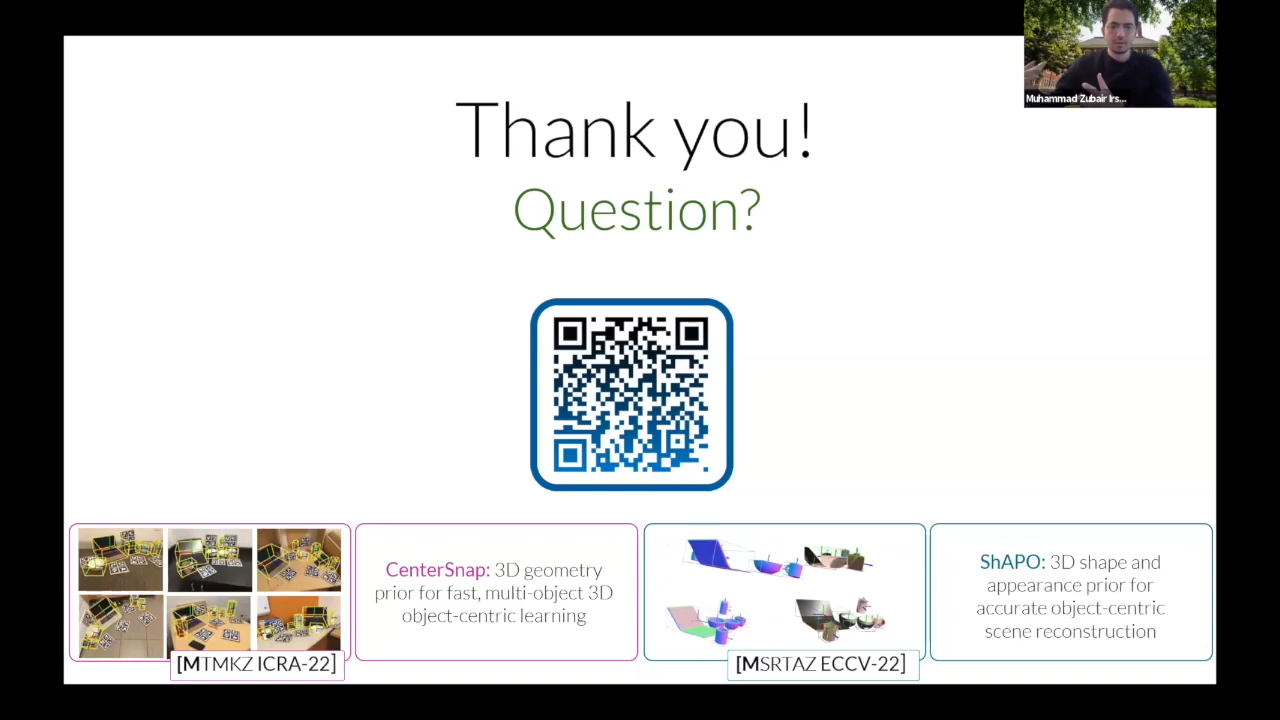 Muhammad Zubair Irs...
Thank you!
Question?
CenterSnap: 3D geometry
prior for fast, multi-object 3D
object-centric learning
ShAPO: 3D shape and
appearance prior for
accurate object-centric
scene reconstruction
[MTMKZ ICRA-22]
[MSRTAZ ECCV-22]